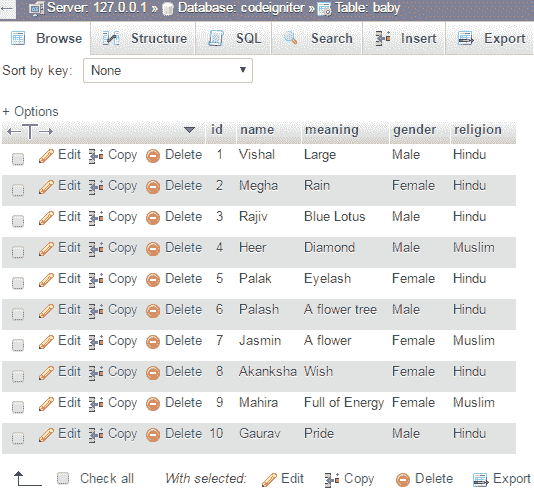 Server: 127.0.0.1 » Database: codeigniter » Table: baby
Browse Structure SQL Search Insert Export
Sort by key: None
+ Options
id name meaning gender religion
Edit Copy Delete 1 Vishal Large Male Hindu
Edit Copy Delete 2 Megha Rain Female Hindu
Edit Copy Delete 3 Rajiv Blue Lotus Male Hindu
Edit Copy Delete 4 Heer Diamond Male Muslim
Edit Copy Delete 5 Palak Eyelash Female Hindu
Edit Copy Delete 6 Palash A flower tree Male Hindu
Edit Copy Delete 7 Jasmin A flower Female Muslim
Edit Copy Delete 8 Akanksha Wish Female Hindu
Edit Copy Delete 9 Mahira Full of Energy Female Muslim
Edit Copy Delete 10 Gaurav Pride Male Hindu
Check all With selected: Edit Copy Delete Export